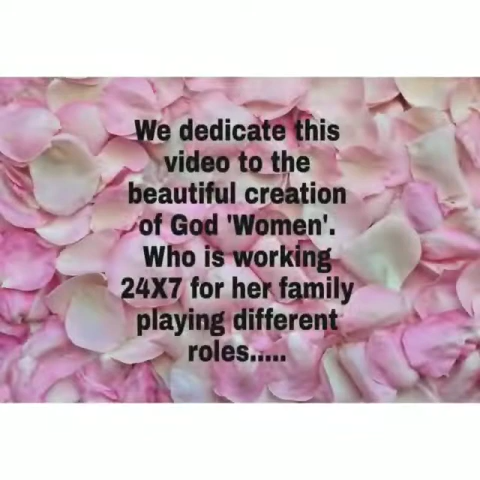 We dedicate this
video to the
beautiful creation
of God 'Women'.
Who is working
24X7 for her family
playing different
roles.....